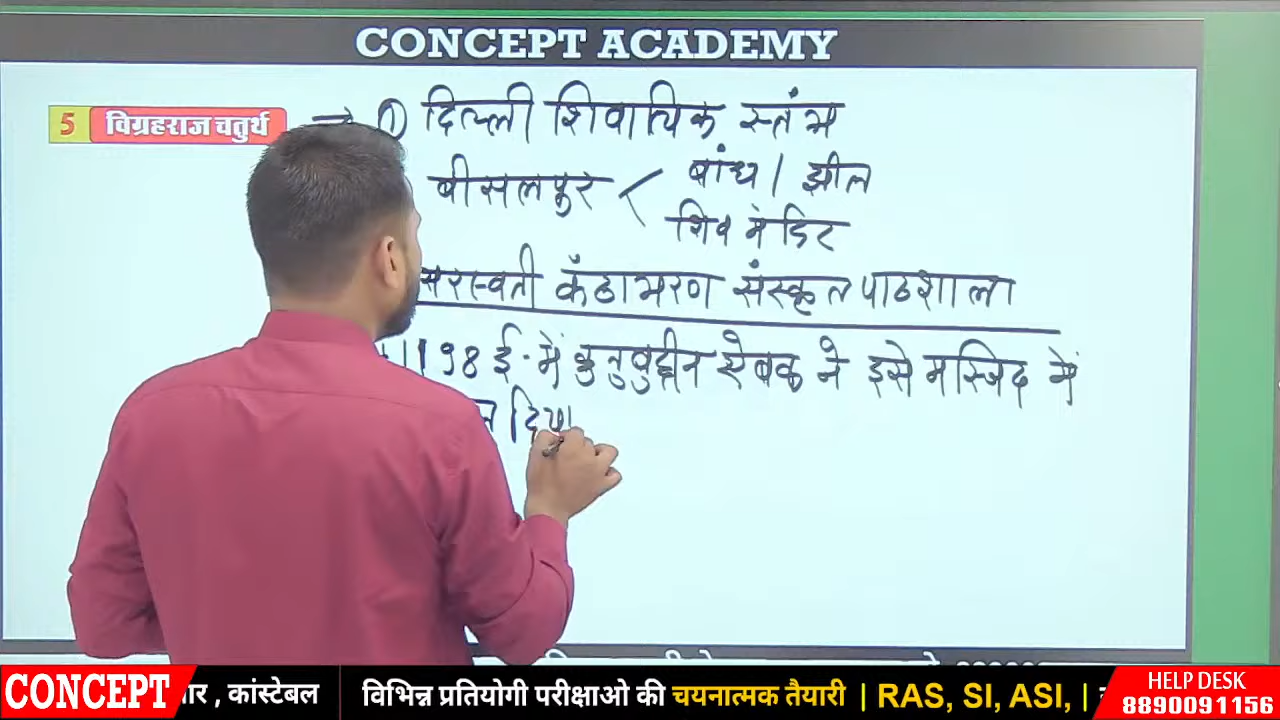 CONCEPT ACADEMY
5 विग्रहराज चतुर्थ → ① दिल्ली शिवालिक स्तंभ
बीसलपुर < बांध / झील
शिव मंदिर
सरस्वती कंठाभरण संस्कृत पाठशाला
1198 ई. में कुतुबुद्दीन ऐबक ने इसे मस्जिद में
दिया
CONCEPT
, कांस्टेबल | विभिन्न प्रतियोगी परीक्षाओ की चयनात्मक तैयारी | RAS, SI, ASI, |
HELP DESK
8890091156